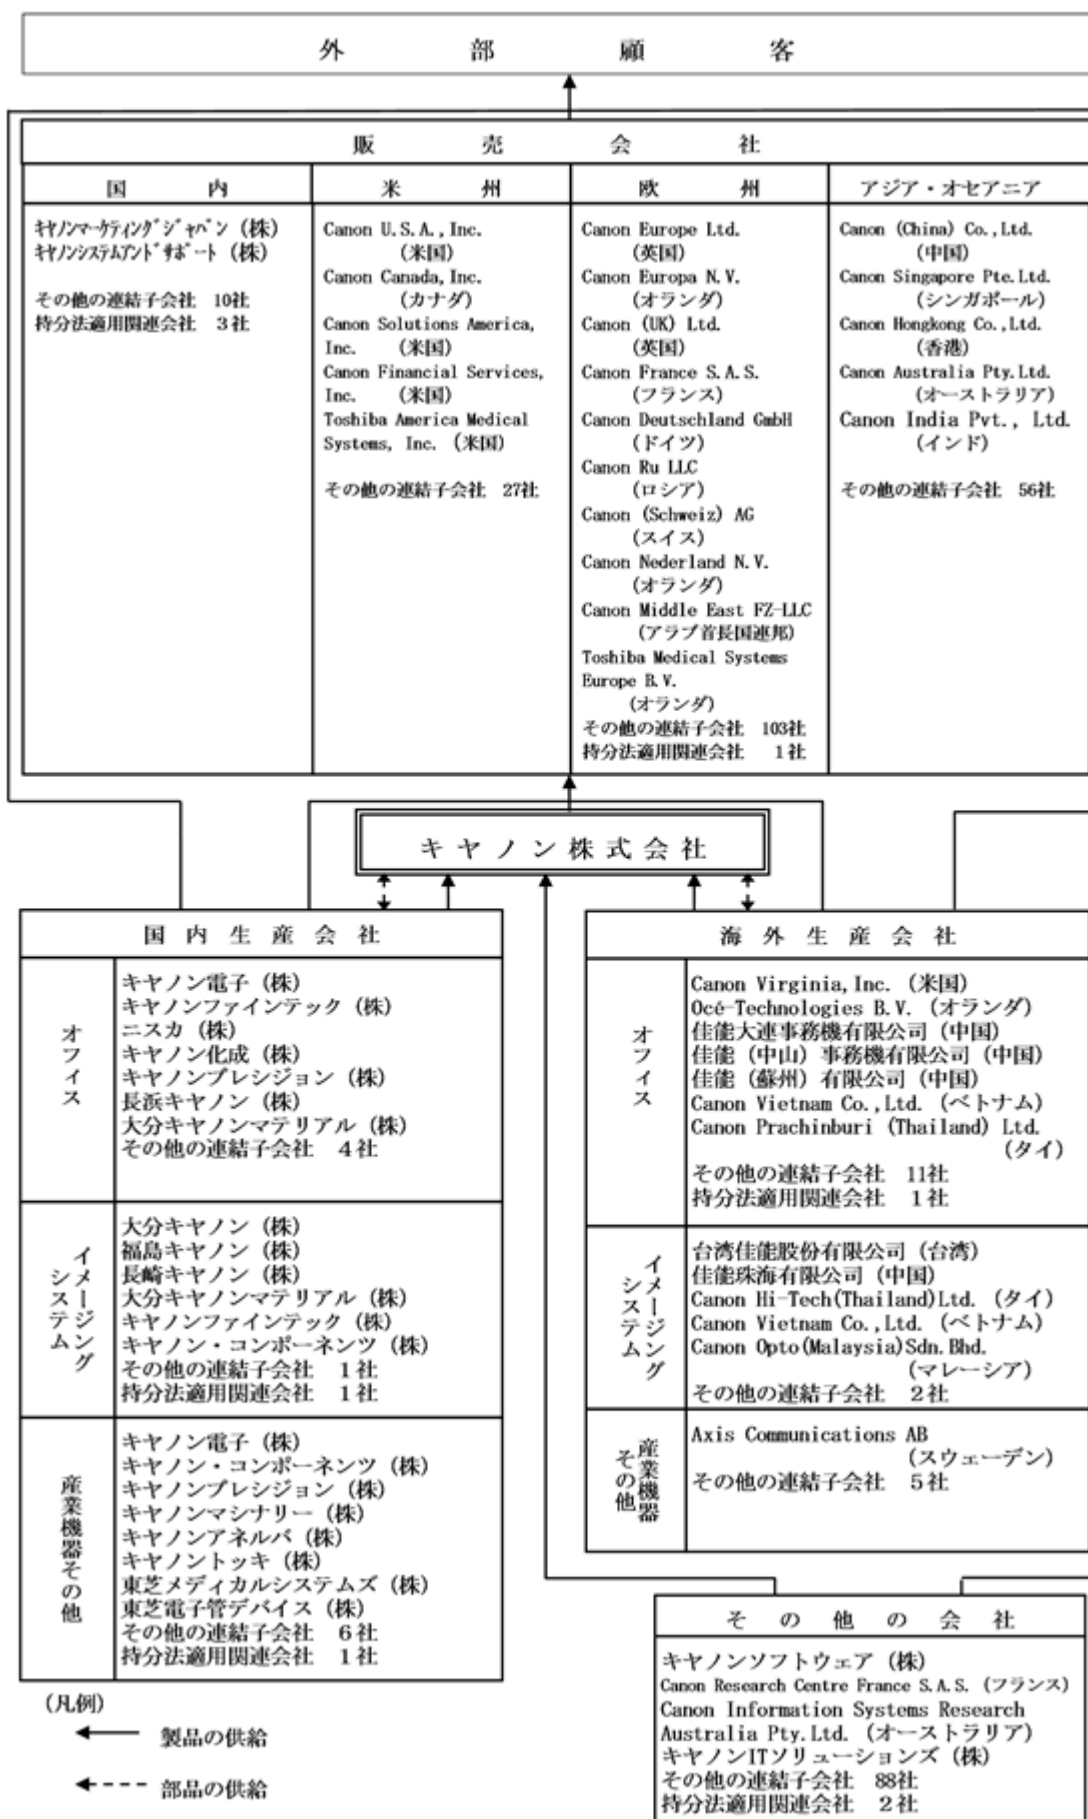 外部顧客
販売会社
国内
キヤノンマーケティングジャパン（株）
キヤノンシステムアンドサポート（株）
その他の連結子会社 10社
持分法適用関連会社 3社
米州
Canon U.S.A., Inc.
（米国）
Canon Canada, Inc.
（カナダ）
Canon Solutions America,
Inc. （米国）
Canon Financial Services,
Inc. （米国）
Toshiba America Medical
Systems, Inc. （米国）
その他の連結子会社 27社
欧州
Canon Europe Ltd.
（英国）
Canon Europa N.V.
（オランダ）
Canon (UK) Ltd.
（英国）
Canon France S.A.S.
（フランス）
Canon Deutschland GmbH
（ドイツ）
Canon Ru LLC
（ロシア）
Canon (Schweiz) AG
（スイス）
Canon Nederland N.V.
（オランダ）
Canon Middle East FZ-LLC
（アラブ首長国連邦）
Toshiba Medical Systems
Europe B.V.
（オランダ）
その他の連結子会社 103社
持分法適用関連会社 1社
アジア・オセアニア
Canon (China) Co., Ltd.
（中国）
Canon Singapore Pte. Ltd.
（シンガポール）
Canon Hongkong Co., Ltd.
（香港）
Canon Australia Pty. Ltd.
（オーストラリア）
Canon India Pvt., Ltd.
（インド）
その他の連結子会社 56社
キヤノン株式会社
国内生産会社
オフィス
キヤノン電子（株）
キヤノンファインテック（株）
ニスカ（株）
キヤノン化成（株）
キヤノンプレシジョン（株）
長浜キヤノン（株）
大分キヤノンマテリアル（株）
その他の連結子会社 4社
イメージング
システム
大分キヤノン（株）
福島キヤノン（株）
長崎キヤノン（株）
大分キヤノンマテリアル（株）
キヤノンファインテック（株）
キヤノン・コンポーネンツ（株）
その他の連結子会社 1社
持分法適用関連会社 1社
産業機器その他
キヤノン電子（株）
キヤノン・コンポーネンツ（株）
キヤノンプレシジョン（株）
キヤノンマシナリー（株）
キヤノンアネルバ（株）
キヤノントッキ（株）
東芝メディカルシステムズ（株）
東芝電子管デバイス（株）
その他の連結子会社 6社
持分法適用関連会社 1社
海外生産会社
オフィス
Canon Virginia, Inc. （米国）
Océ-Technologies B.V. （オランダ）
佳能大連事務機有限公司（中国）
佳能（中山）事務機有限公司（中国）
佳能（蘇州）有限公司（中国）
Canon Vietnam Co., Ltd. （ベトナム）
Canon Prachinburi (Thailand) Ltd.
（タイ）
その他の連結子会社 11社
持分法適用関連会社 1社
イメージング
システム
台湾佳能股份有限公司（台湾）
佳能珠海有限公司（中国）
Canon Hi-Tech(Thailand)Ltd. （タイ）
Canon Vietnam Co., Ltd. （ベトナム）
Canon Opto(Malaysia)Sdn. Bhd.
（マレーシア）
その他の連結子会社 2社
産業機器
その他
Axis Communications AB
（スウェーデン）
その他の連結子会社 5社
その他の会社
キヤノンソフトウェア（株）
Canon Research Centre France S.A.S. （フランス）
Canon Information Systems Research
Australia Pty. Ltd. （オーストラリア）
キヤノンITソリューションズ（株）
その他の連結子会社 88社
持分法適用関連会社 2社
（凡例）
製品の供給
部品の供給